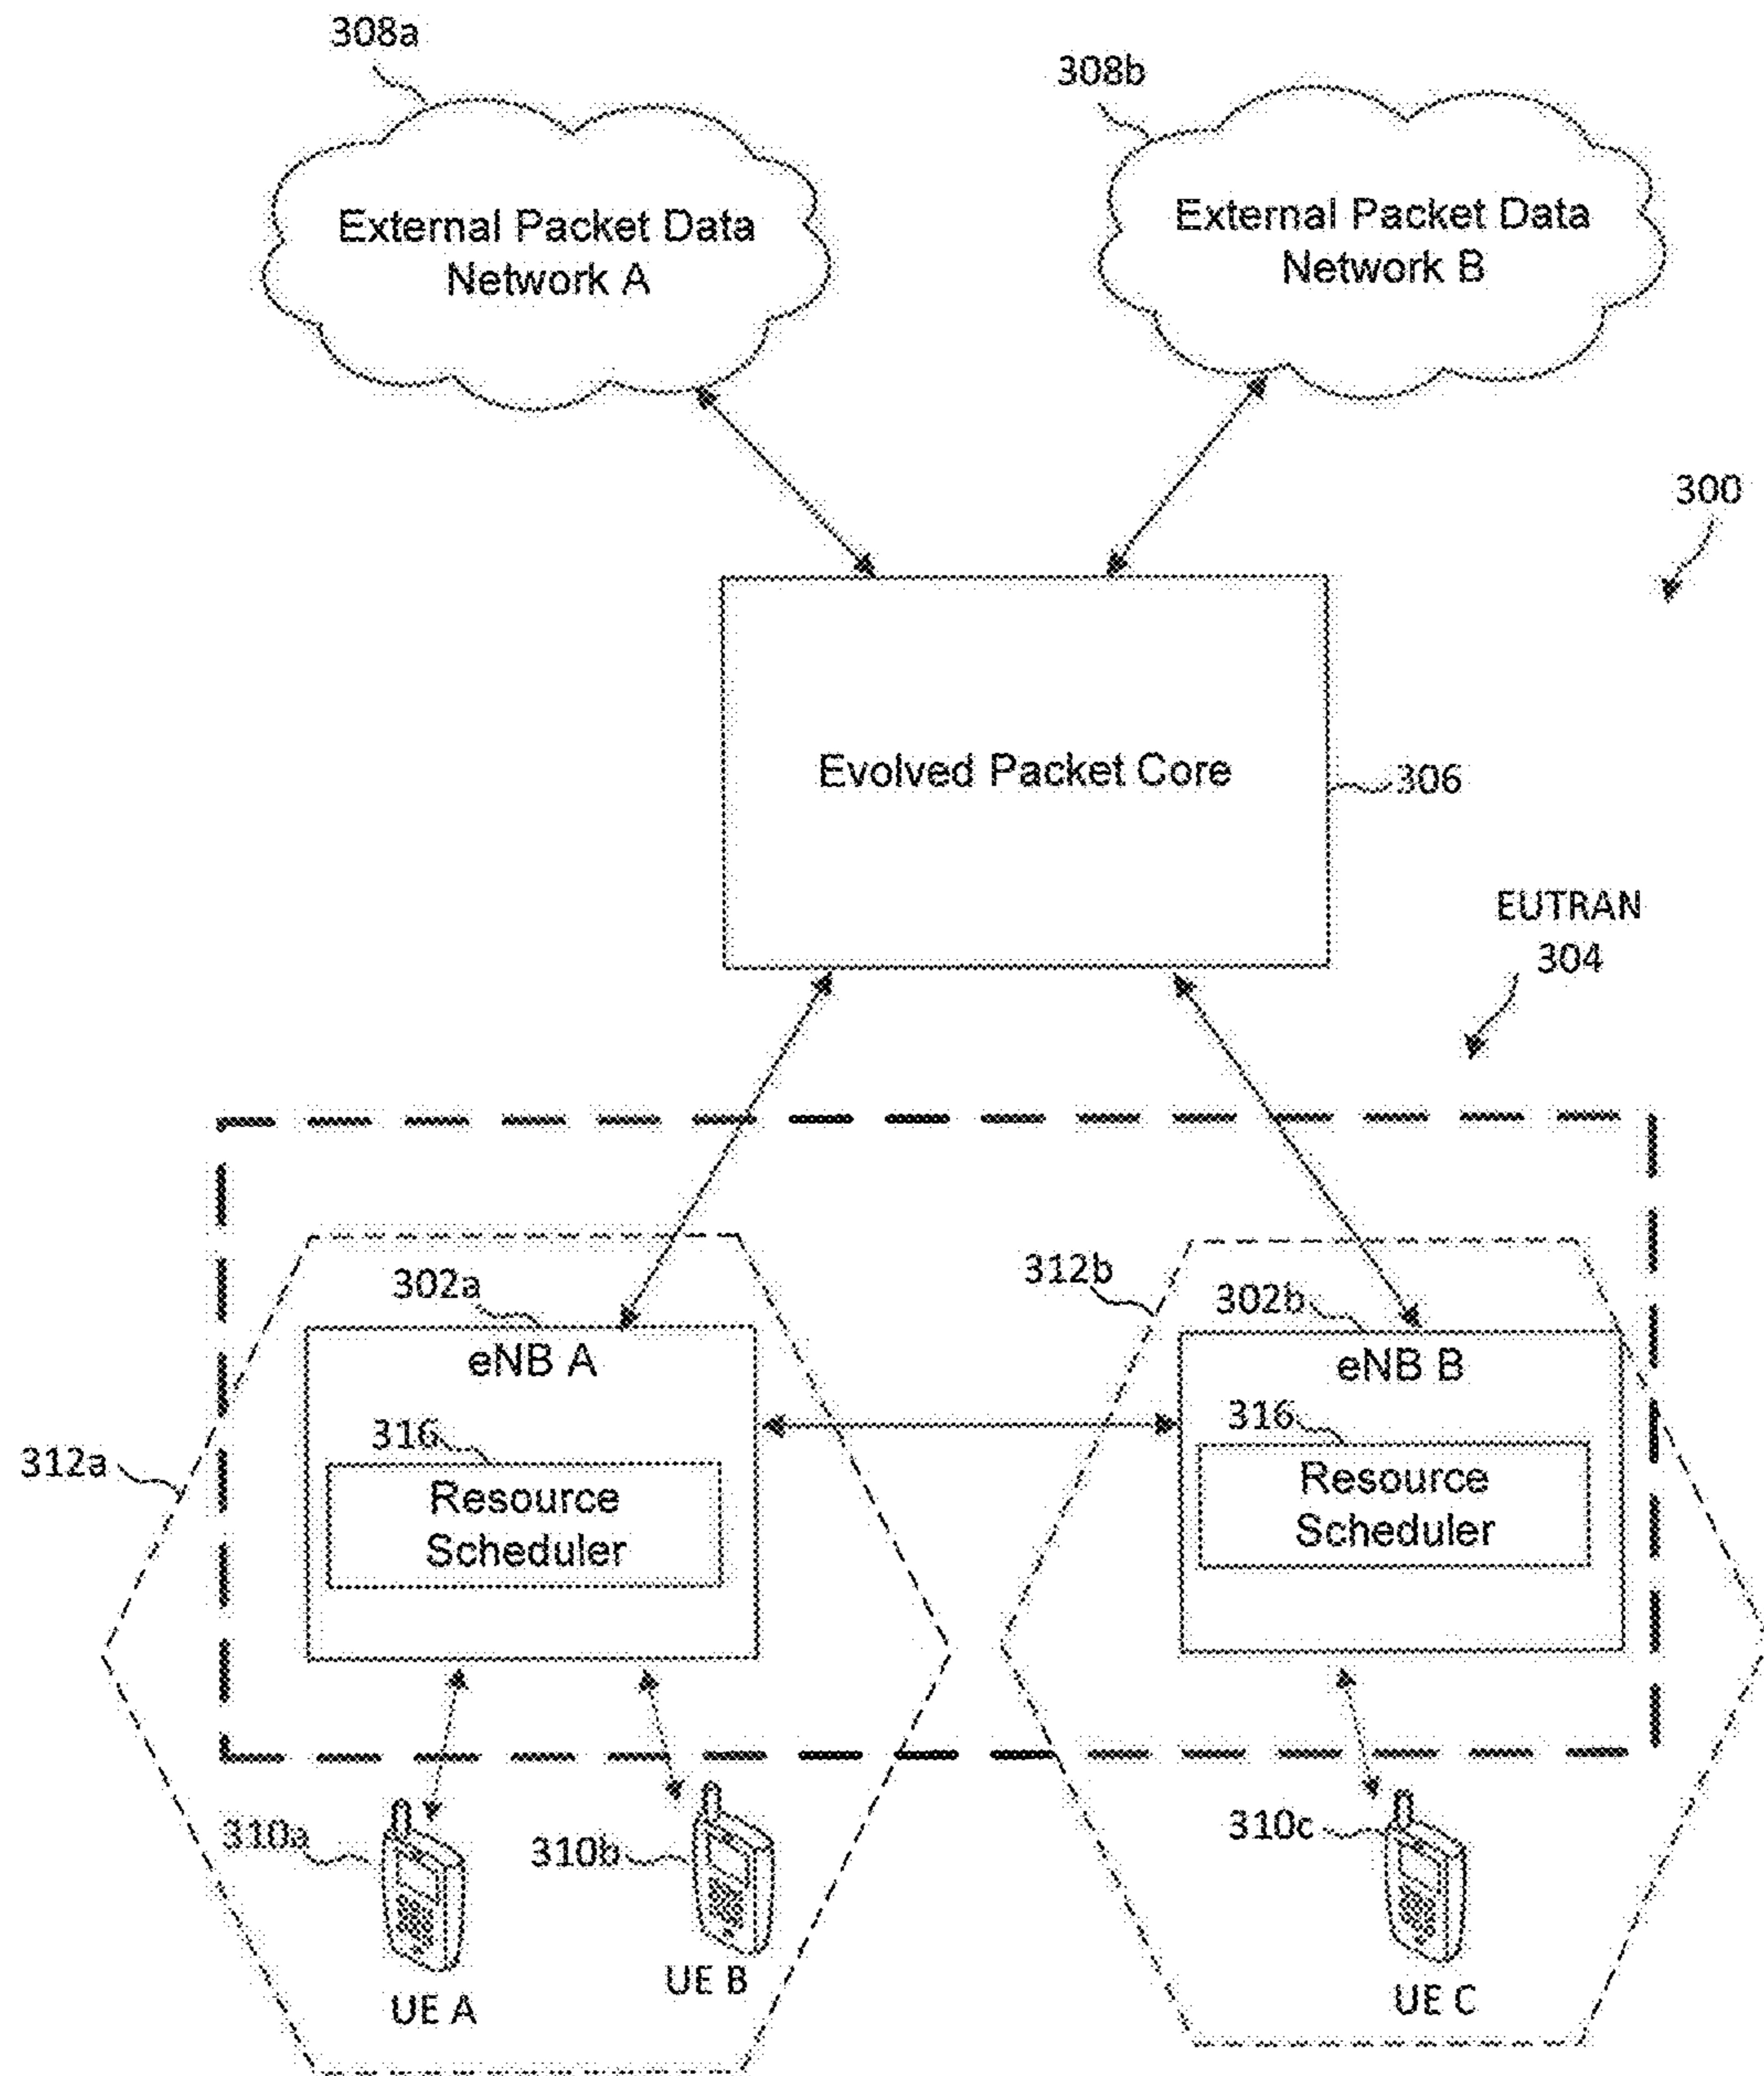 308a
308b
External Packet Data
Network A
External Packet Data
Network B
300
Evolved Packet Core
306
EUTRAN
304
302a
312b
302b
eNB A
eNB B
316
316
312a
Resource
Scheduler
Resource
Scheduler
310a
310b
310c
UE A
UE B
UE C